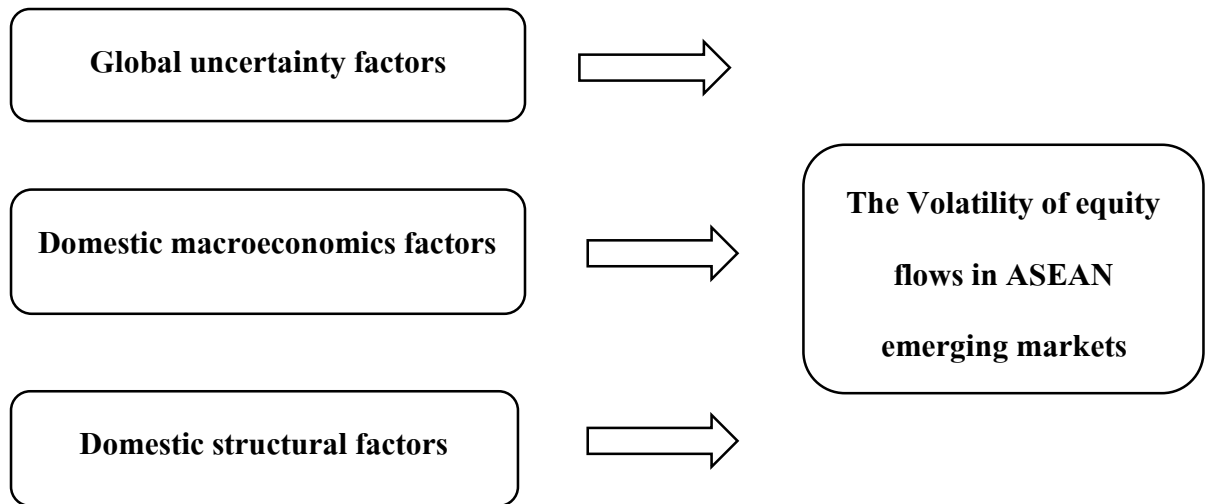 Global uncertainty factors
Domestic macroeconomics factors
Domestic structural factors
The Volatility of equity
flows in ASEAN
emerging markets